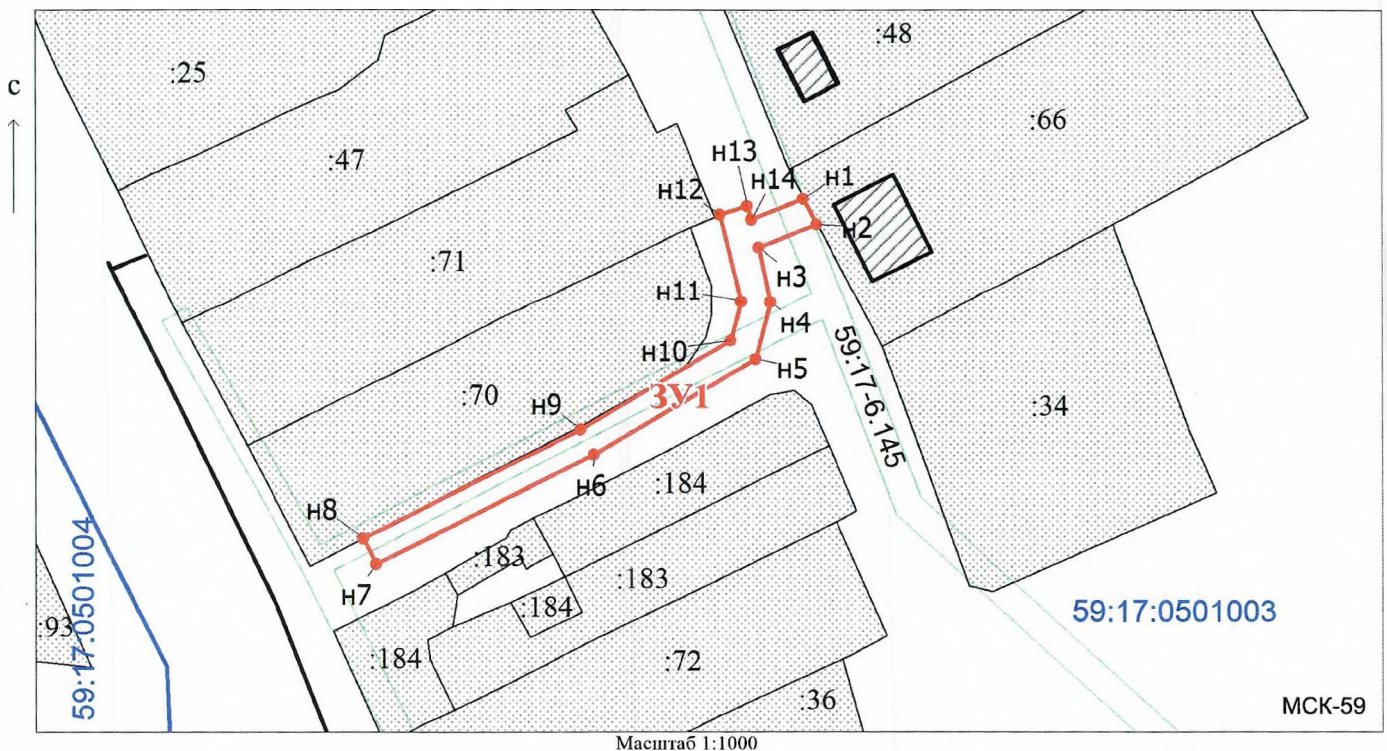 :25
:48
с
:66
:47
н13
н14
н12
н1
н2
:71
н3
н11
н4
н10
н5
59:17-6.145
:70
ЗУ1
н9
:34
н6
:184
н8
:183
:183
н7
:184
59:17:0501004
:93
59:17:0501003
:184
:72
:36
МСК-59
Масштаб 1:1000